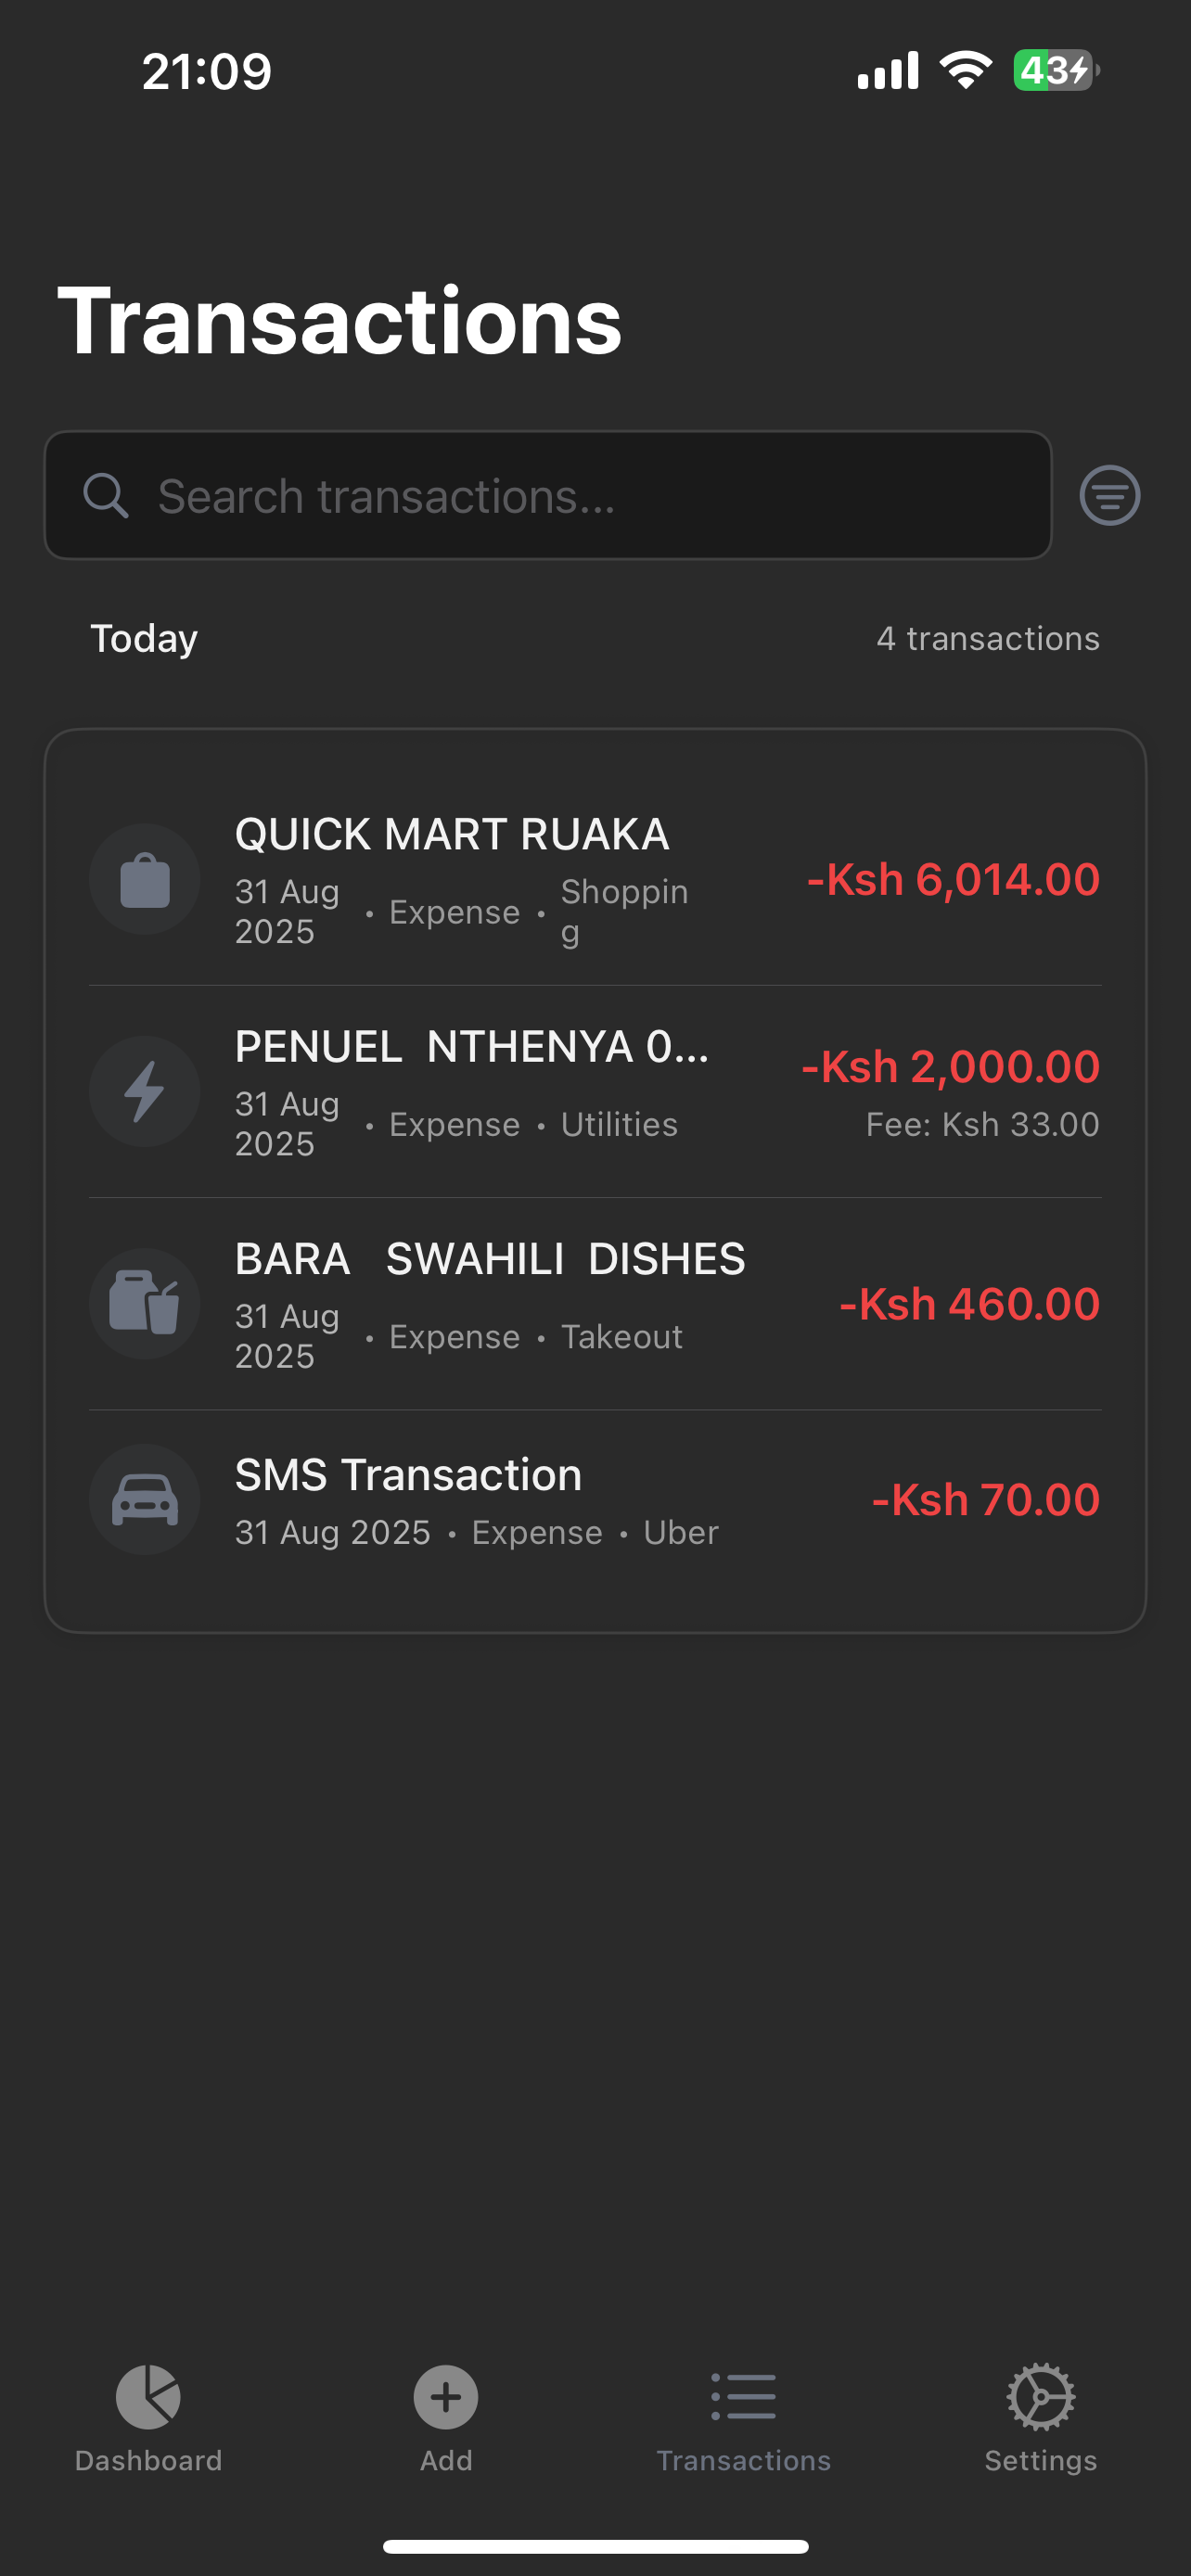 21:09
43
Transactions
Search transactions...
Today
4 transactions
QUICK MART RUAKA
31 Aug
2025
• Expense •
Shoppin
g
-Ksh 6,014.00
PENUEL  NTHENYA 0...
31 Aug
2025
• Expense • Utilities
-Ksh 2,000.00
Fee: Ksh 33.00
BARA   SWAHILI  DISHES
31 Aug
2025
• Expense • Takeout
-Ksh 460.00
SMS Transaction
31 Aug 2025 • Expense • Uber
-Ksh 70.00
Dashboard
Add
Transactions
Settings